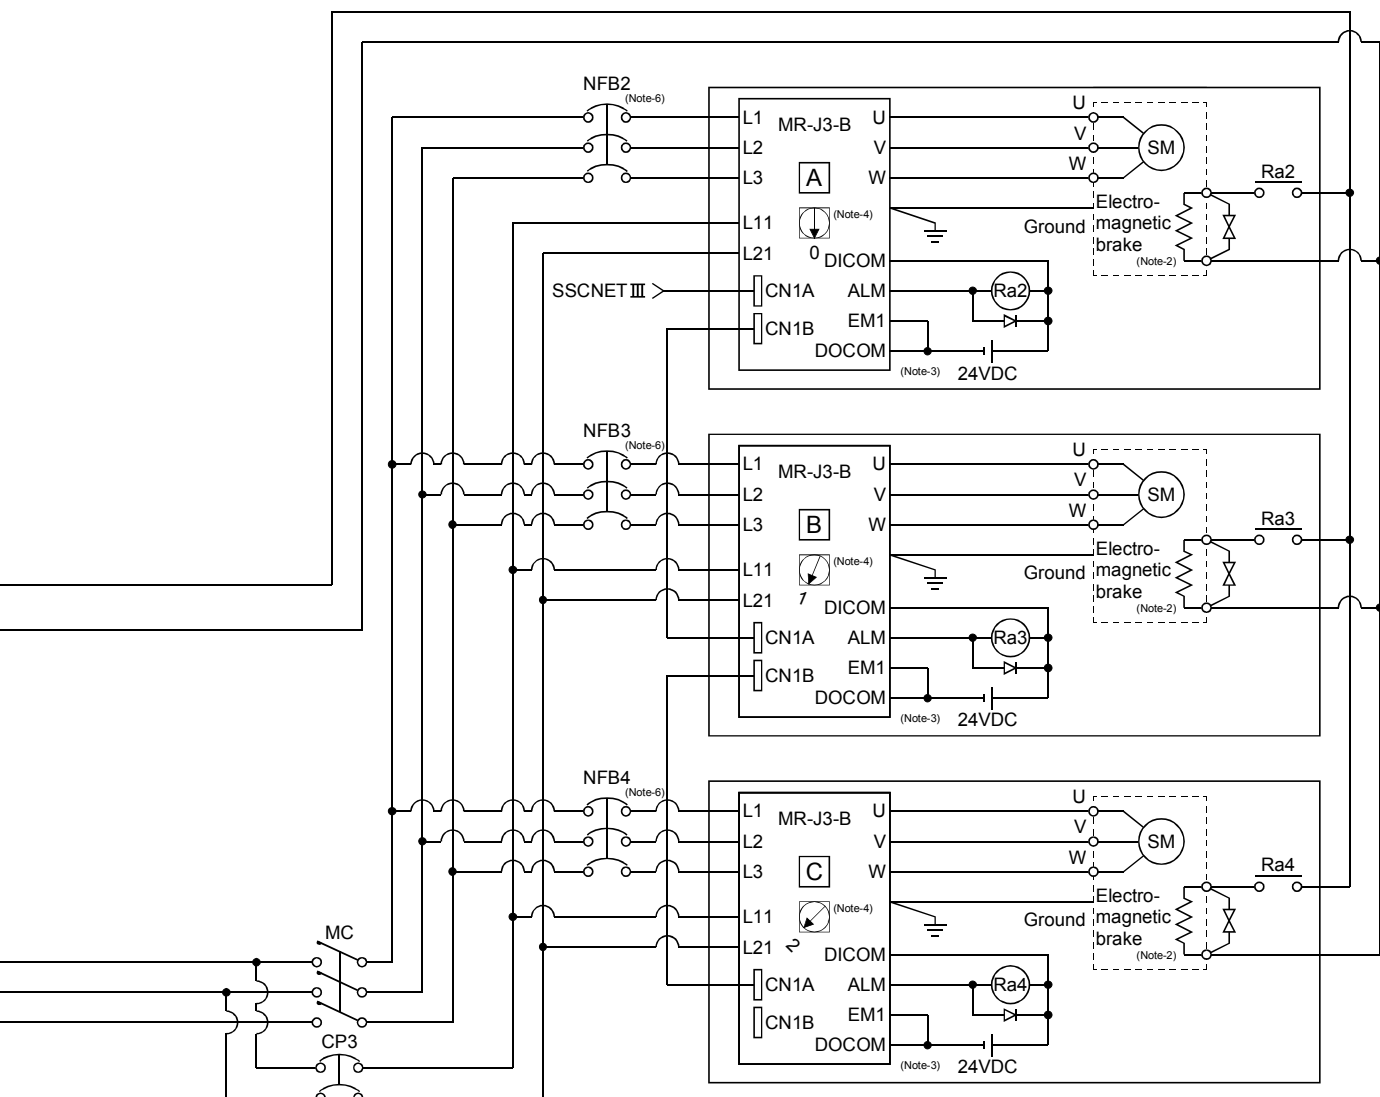 NFB2
(Note-6)
L1
MR-J3-B
U
U
L2
V
V
SM
L3
A
W
W
Ra2
L11
(Note-4)
Ground
Electro-
magnetic
brake
(Note-2)
L21
0
DICOM
SSCNETⅢ
CN1A
ALM
Ra2
CN1B
EM1
DOCOM
(Note-3)
24VDC
NFB3
(Note-6)
L1
MR-J3-B
U
U
L2
V
V
SM
L3
B
W
W
Ra3
L11
(Note-4)
Ground
Electro-
magnetic
brake
(Note-2)
L21
1
DICOM
CN1A
ALM
Ra3
CN1B
EM1
DOCOM
(Note-3)
24VDC
NFB4
(Note-6)
L1
MR-J3-B
U
U
L2
V
V
SM
L3
C
W
W
Ra4
L11
(Note-4)
Ground
Electro-
magnetic
brake
(Note-2)
L21
2
DICOM
MC
CN1A
ALM
Ra4
CN1B
EM1
CP3
DOCOM
(Note-3)
24VDC